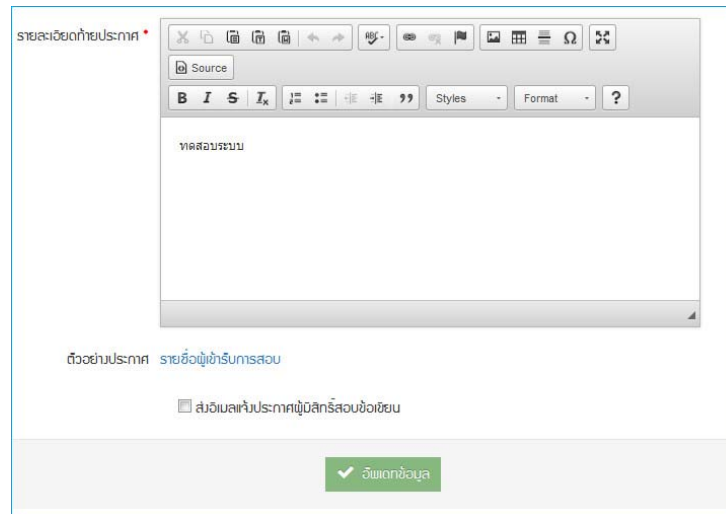 รายละเอียดท้ายประกาศ *
ABC
Ω
Source
B I S Ix
Styles Format ?
ทดสอบระบบ
ตัวอย่างประกาศ รายชื่อผู้เข้ารับการสอบ
ส่งอีเมลแจ้งประกาศผู้มีสิทธิ์สอบข้อเขียน
อัพเดทข้อมูล